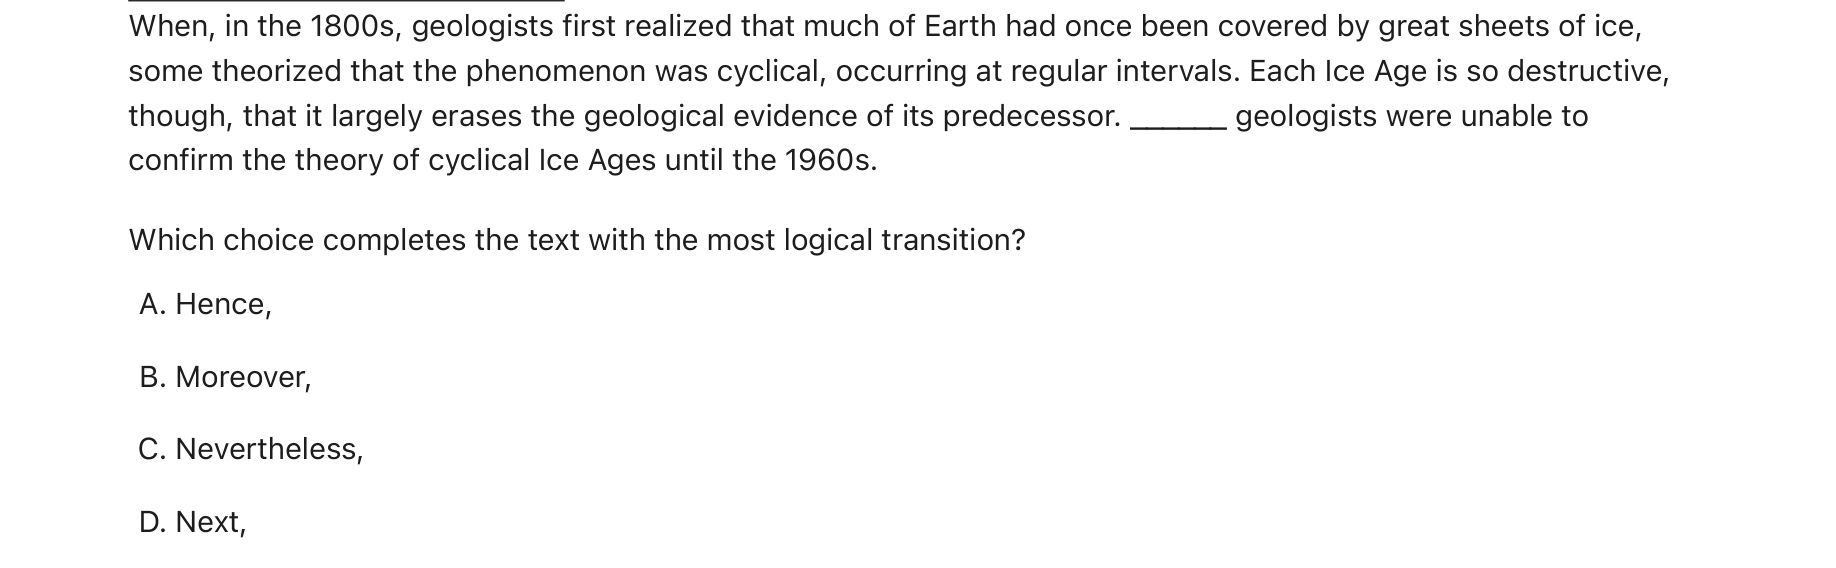 When, in the 1800s, geologists first realized that much of Earth had once been covered by great sheets of ice,
some theorized that the phenomenon was cyclical, occurring at regular intervals. Each Ice Age is so destructive,
though, that it largely erases the geological evidence of its predecessor. ______ geologists were unable to
confirm the theory of cyclical Ice Ages until the 1960s.
Which choice completes the text with the most logical transition?
A. Hence,
B. Moreover,
C. Nevertheless,
D. Next,